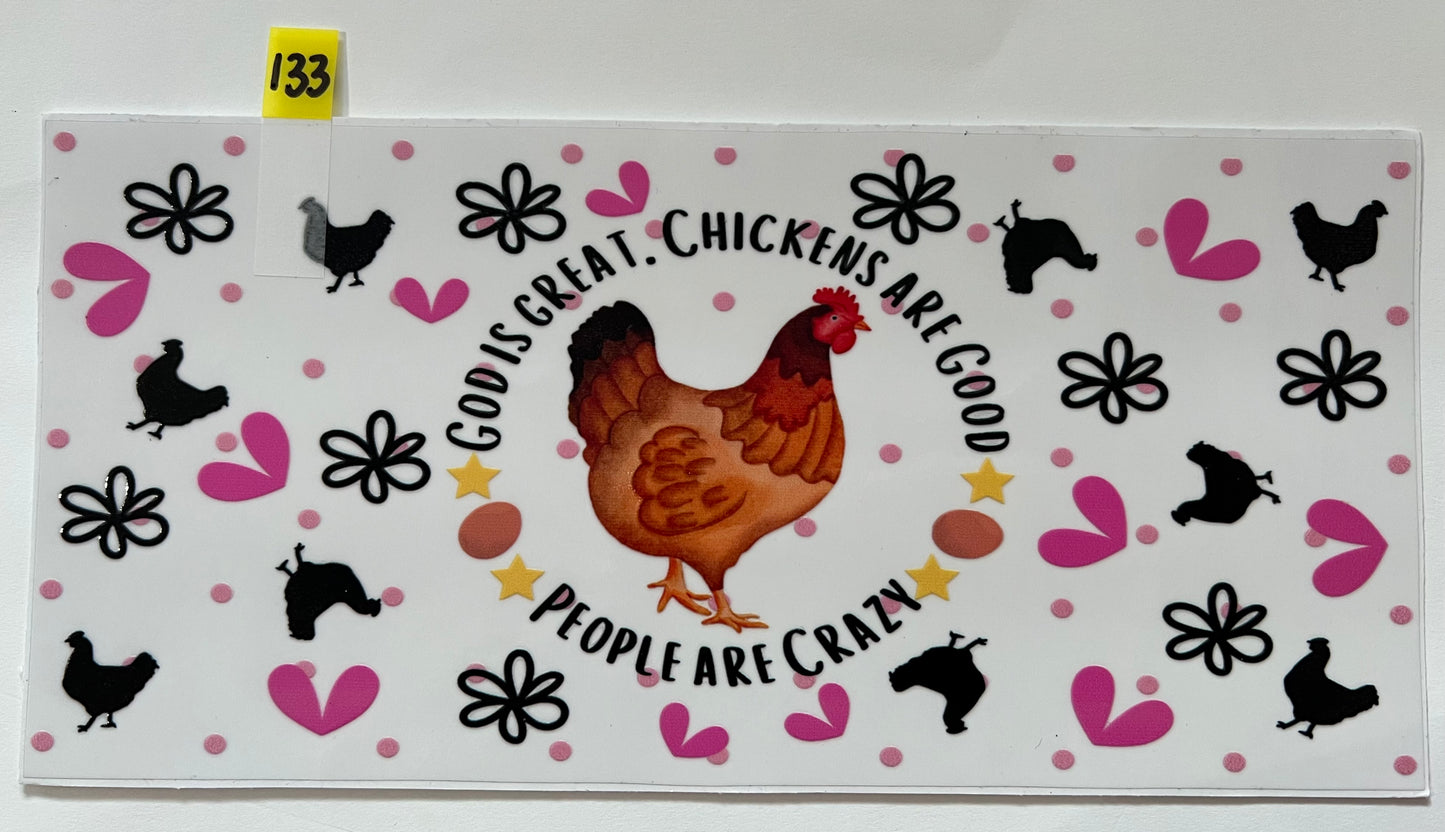 133
God is great. Chickens are Good
People are Crazy